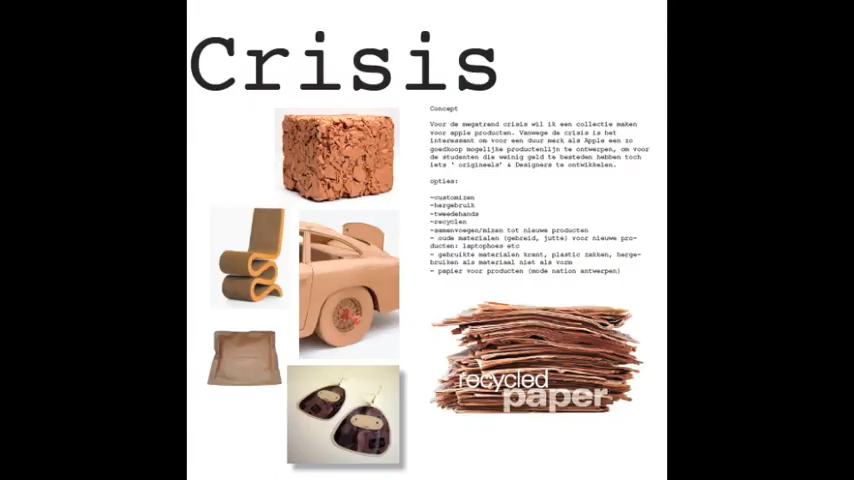 Crisis
Concept
Voor de megatrend crisis wil ik een collectie maken
voor apple producten. Vanwege de crisis is het
interessant om voor een duur merk als Apple een zo
goedkoop mogelijke productenlijn te ontwerpen, om voor
de studenten die weinig geld te besteden hebben toch
iets ' origineels' & Designers te ontwikkelen.
opties:
-customizen
-hergebruik
-tweedehands
-recyclen
-samenvoegen/mixen tot nieuwe producten
- oude materialen (gebreid, jutte) voor nieuwe pro-
ducten: laptophoes etc
- gebruikte materialen krant, plastic zakken, herge-
bruiken als materiaal niet als vorm
- papier voor producten (mode nation antwerpen)
recycled
paper